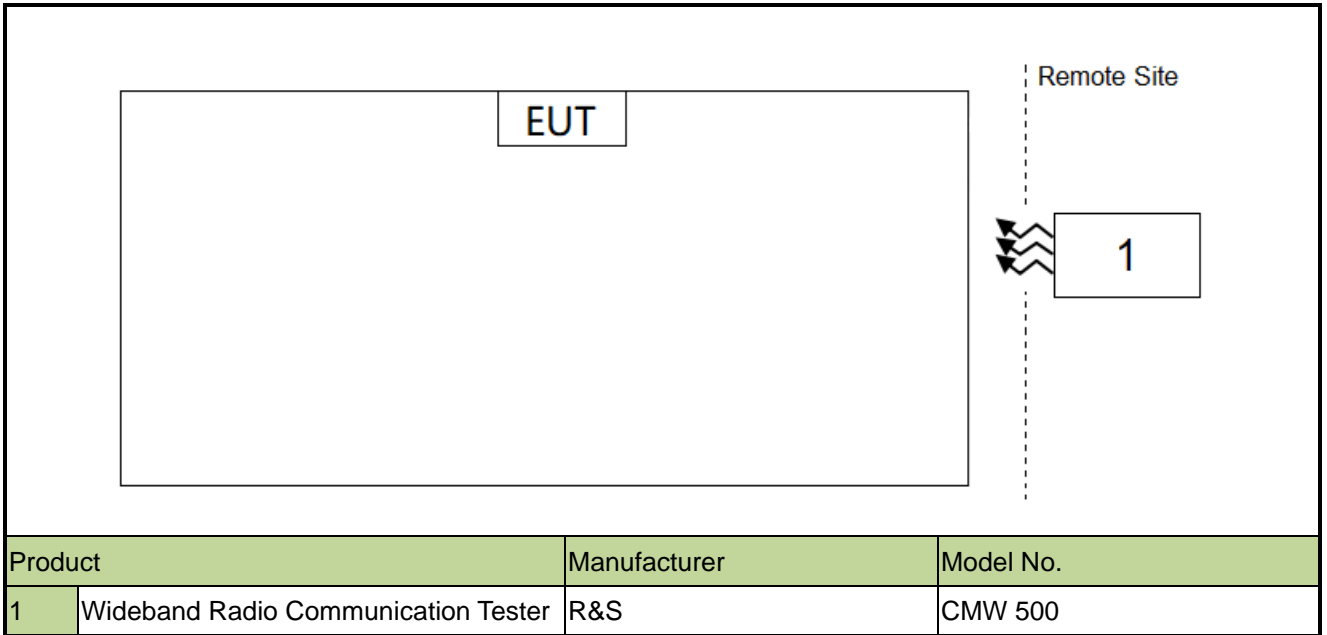 Remote Site
EUT
1
Product Manufacturer Model No.
1 Wideband Radio Communication Tester R&S CMW 500